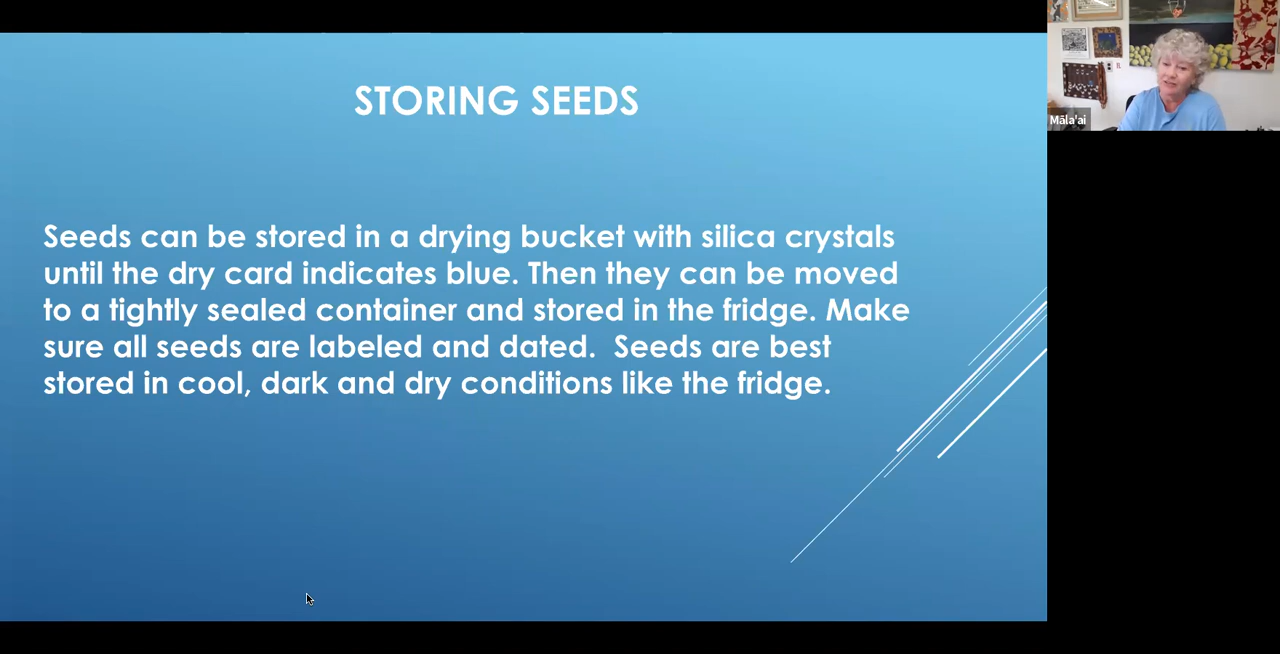 STORING SEEDS
Seeds can be stored in a drying bucket with silica crystals
until the dry card indicates blue. Then they can be moved
to a tightly sealed container and stored in the fridge. Make
sure all seeds are labeled and dated.  Seeds are best
stored in cool, dark and dry conditions like the fridge.
Māla'ai